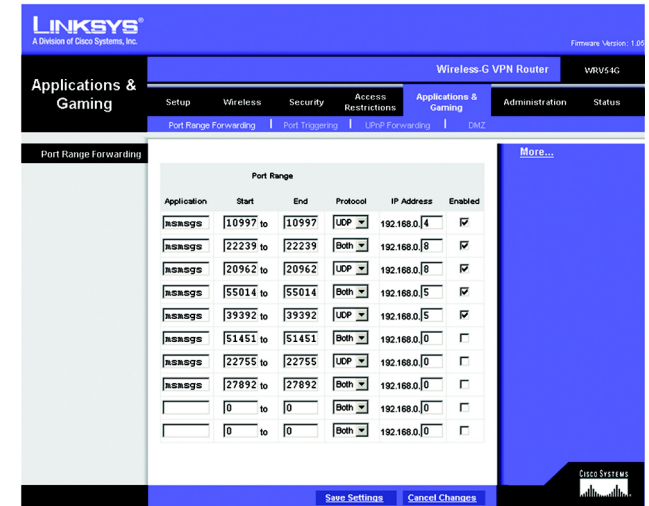 LINKSYS®
A Division of Cisco Systems, Inc.
Firmware Version: 1.05
Wireless-G VPN Router WRV54G
Applications & Gaming
Setup Wireless Security Access Restrictions Applications & Gaming Administration Status
Port Range Forwarding | Port Triggering | UPnP Forwarding | DMZ
Port Range Forwarding
More...
Port Range
Application Start End Protocol IP Address Enabled
msmsgs 10997 to 10997 UDP 192.168.0. 4
msmsgs 22239 to 22239 Both 192.168.0. 8
msmsgs 20962 to 20962 UDP 192.168.0. 8
msmsgs 55014 to 55014 Both 192.168.0. 5
msmsgs 39392 to 39392 UDP 192.168.0. 5
msmsgs 51451 to 51451 Both 192.168.0. 0
msmsgs 22755 to 22755 UDP 192.168.0. 0
msmsgs 27892 to 27892 Both 192.168.0. 0
0 to 0 Both 192.168.0. 0
0 to 0 Both 192.168.0. 0
Save Settings Cancel Changes
CISCO SYSTEMS